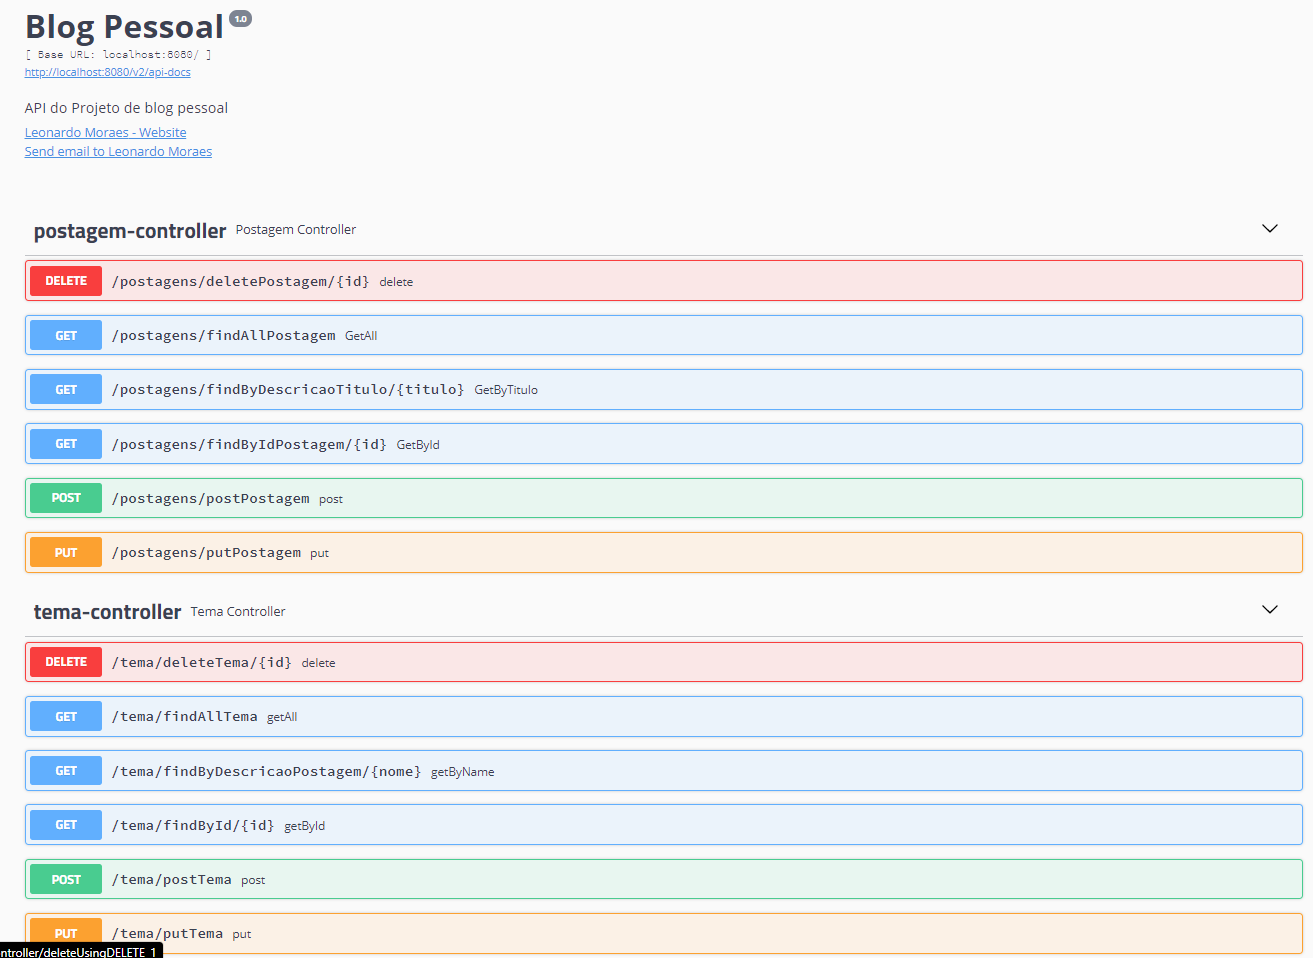 Blog Pessoal 1.0
[ Base URL: localhost:8080/ ]
http://localhost:8080/v2/api-docs
API do Projeto de blog pessoal
Leonardo Moraes - Website
Send email to Leonardo Moraes
postagem-controller Postagem Controller
DELETE /postagens/deletePostagem/{id} delete
GET /postagens/findAllPostagem GetAll
GET /postagens/findByDescricaoTitulo/{titulo} GetByTitulo
GET /postagens/findByIdPostagem/{id} GetById
POST /postagens/postPostagem post
PUT /postagens/putPostagem put
tema-controller Tema Controller
DELETE /tema/deleteTema/{id} delete
GET /tema/findAllTema getAll
GET /tema/findByDescricaoPostagem/{nome} getByName
GET /tema/findById/{id} getById
POST /tema/postTema post
PUT /tema/putTema put
ntroller/deleteUsingDELETE_1